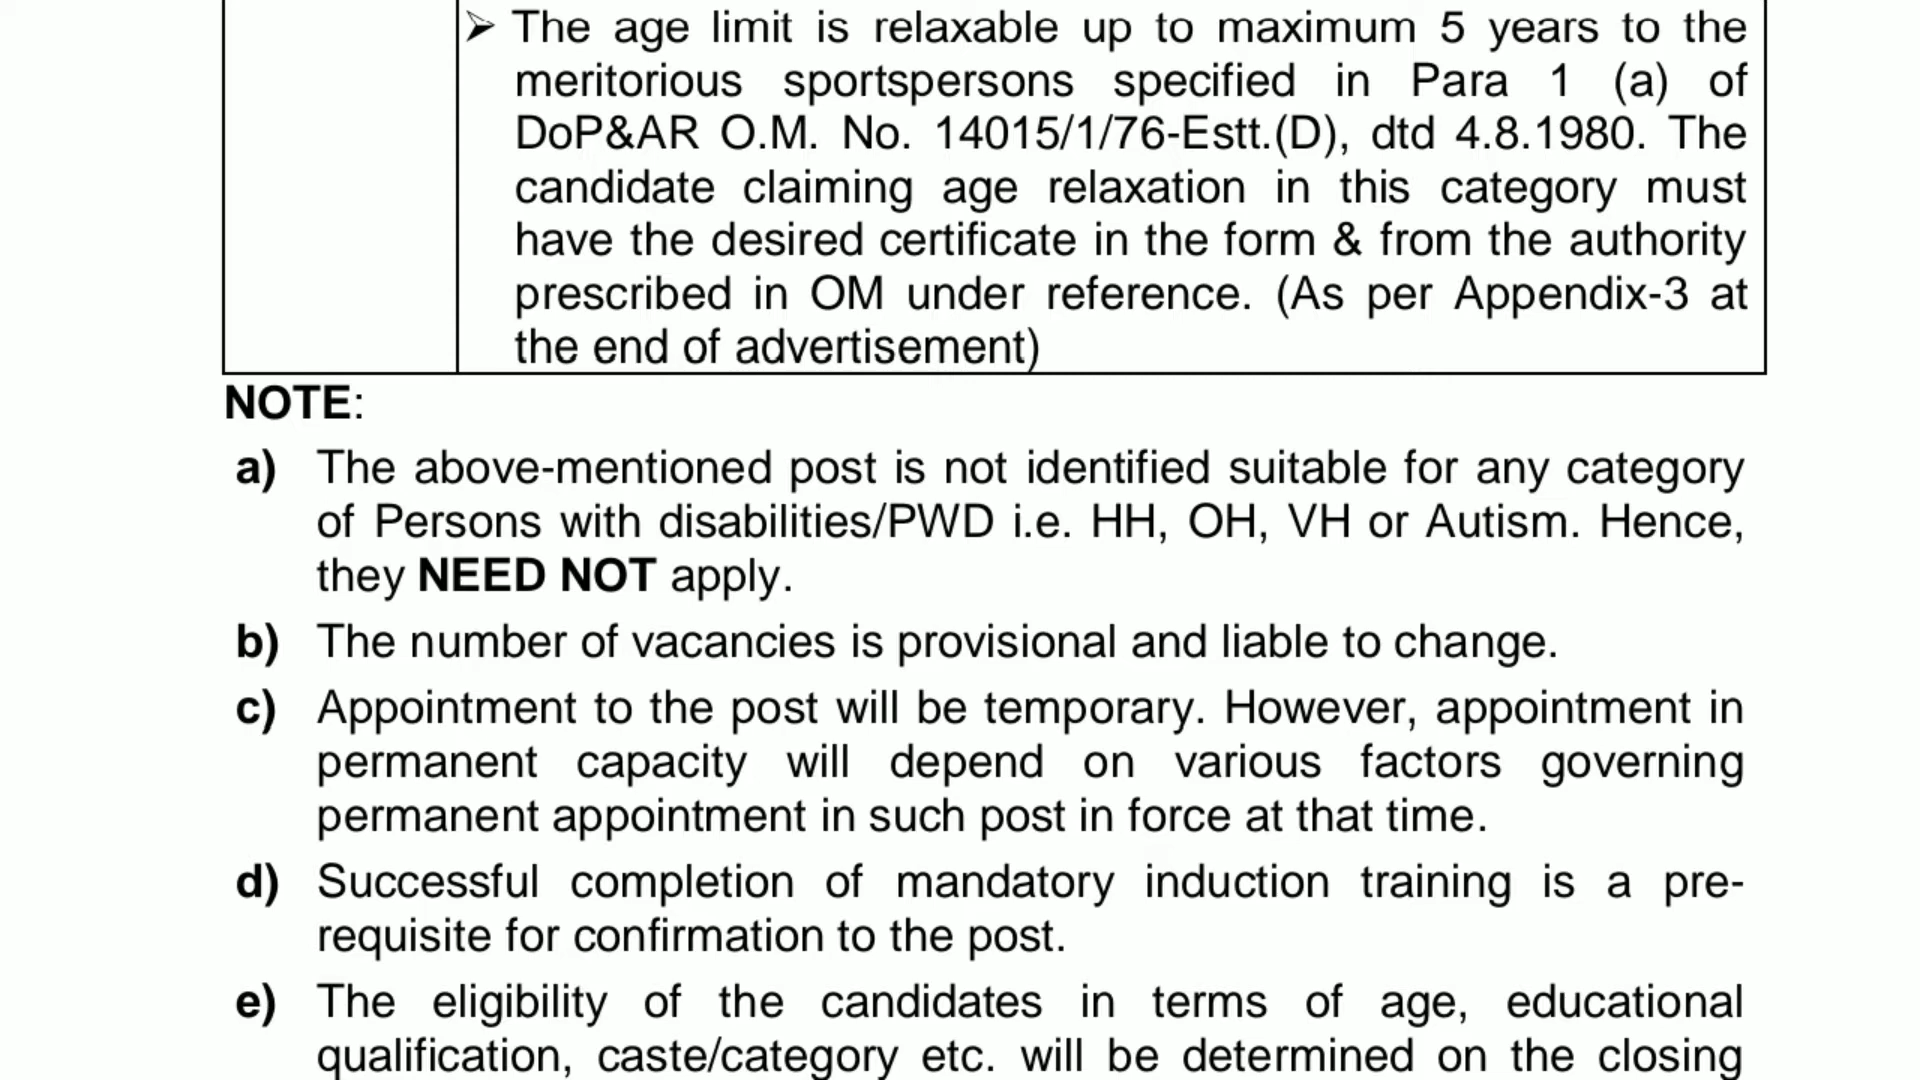 ➢ The age limit is relaxable up to maximum 5 years to the
meritorious sportspersons specified in Para 1 (a) of
DoP&AR O.M. No. 14015/1/76-Estt.(D), dtd 4.8.1980. The
candidate claiming age relaxation in this category must
have the desired certificate in the form & from the authority
prescribed in OM under reference. (As per Appendix-3 at
the end of advertisement)
NOTE:
a) The above-mentioned post is not identified suitable for any category
of Persons with disabilities/PWD i.e. HH, OH, VH or Autism. Hence,
they NEED NOT apply.
b) The number of vacancies is provisional and liable to change.
c) Appointment to the post will be temporary. However, appointment in
permanent capacity will depend on various factors governing
permanent appointment in such post in force at that time.
d) Successful completion of mandatory induction training is a pre-
requisite for confirmation to the post.
e) The eligibility of the candidates in terms of age, educational
qualification, caste/category etc. will be determined on the closing